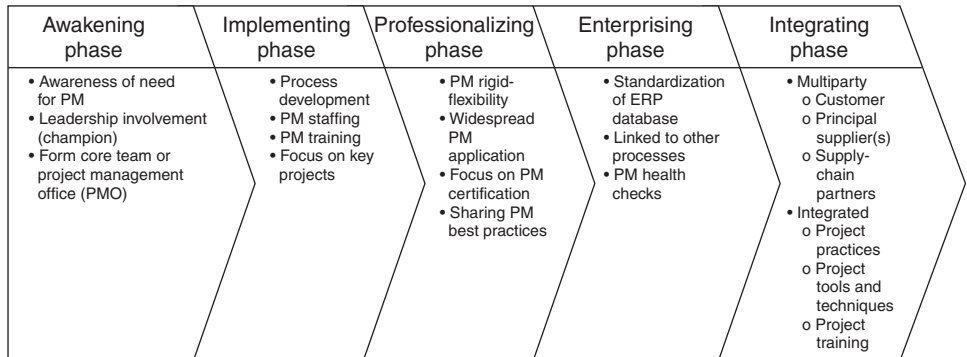 Awakening
phase
• Awareness of need
for PM
• Leadership involvement
(champion)
• Form core team or
project management
office (PMO)
Implementing
phase
• Process
development
• PM staffing
• PM training
• Focus on key
projects
Professionalizing
phase
• PM rigid-
flexibility
• Widespread
PM
application
• Focus on PM
certification
• Sharing PM
best practices
Enterprising
phase
• Standardization
of ERP
database
• Linked to other
processes
• PM health
checks
Integrating
phase
• Multiparty
o Customer
o Principal
supplier(s)
o Supply-
chain
partners
• Integrated
o Project
practices
o Project
tools and
techniques
o Project
training